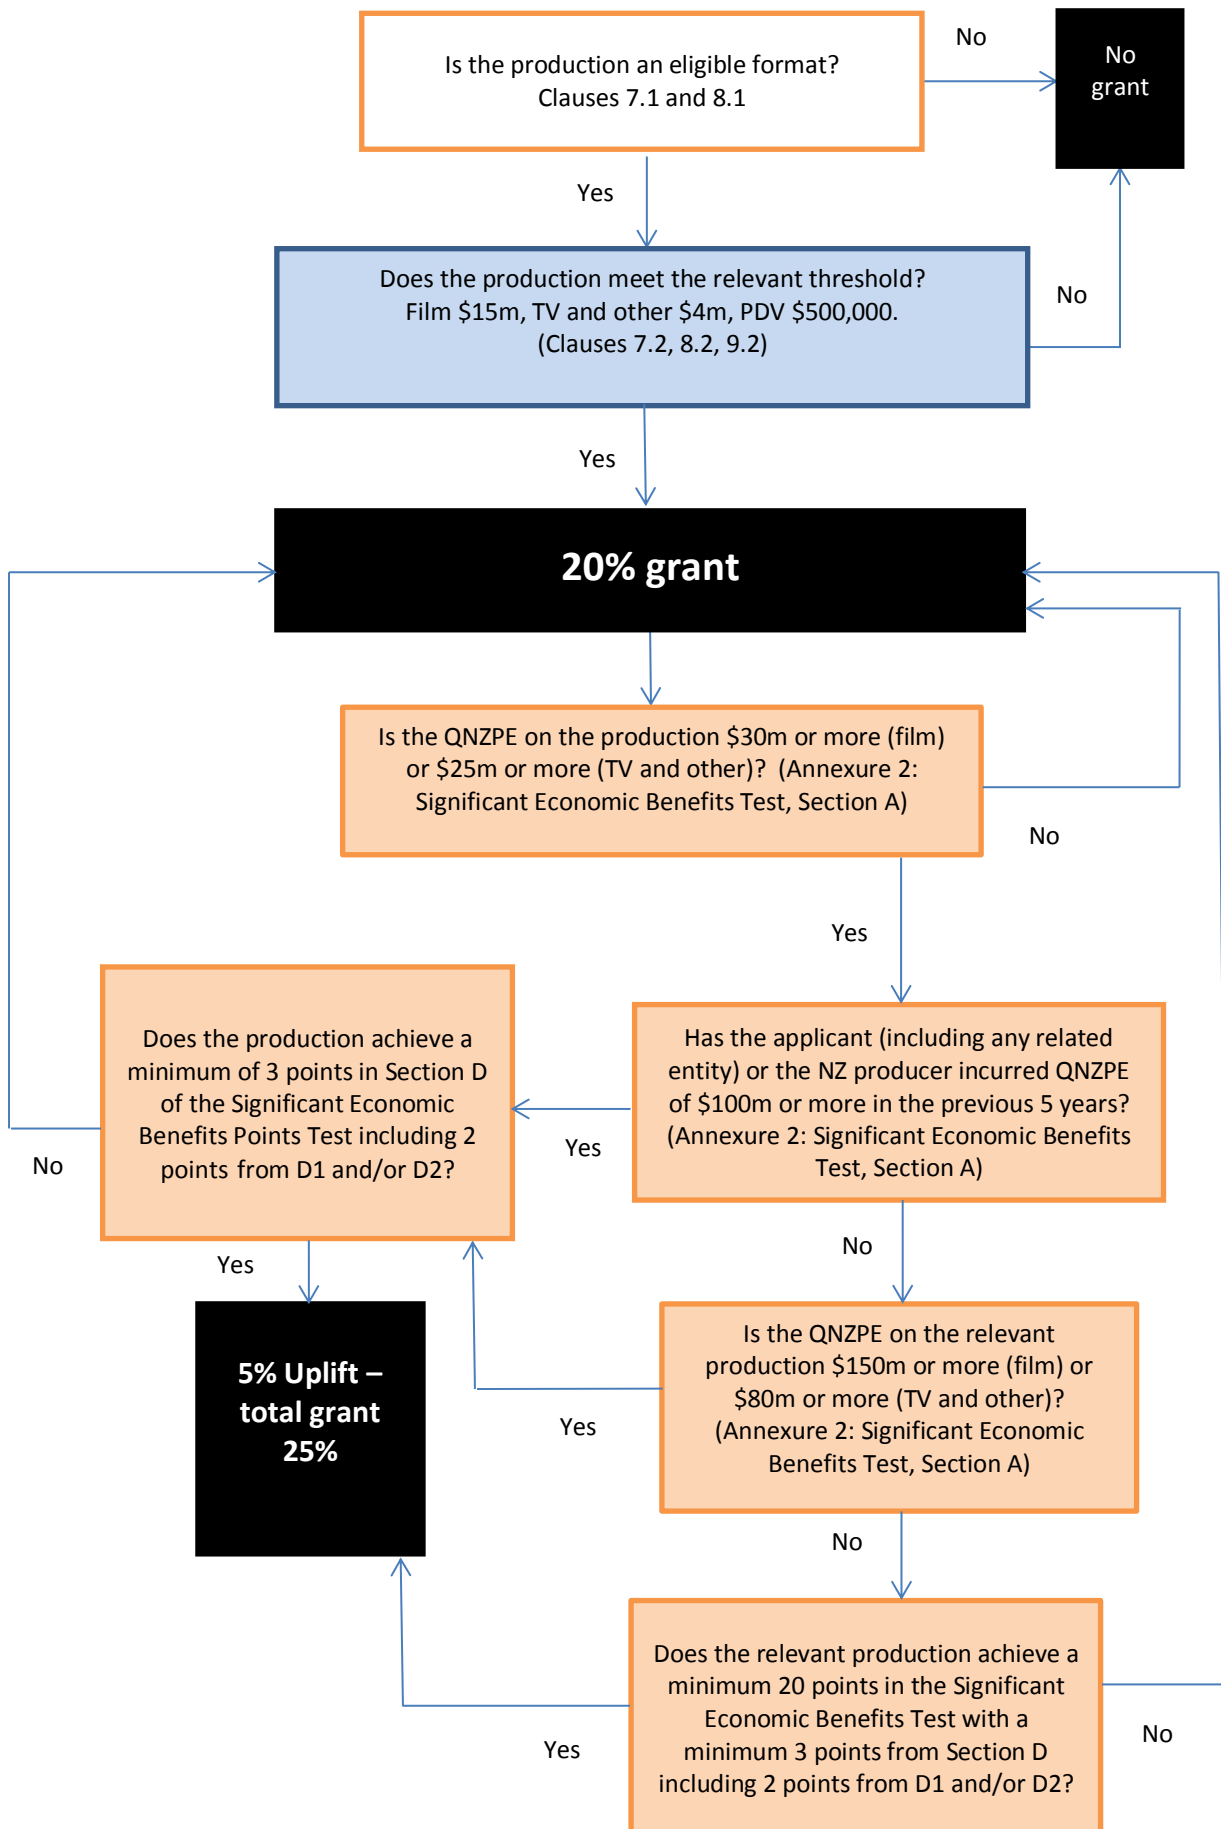 Is the production an eligible format?
Clauses 7.1 and 8.1
No
No
grant
Yes
Does the production meet the relevant threshold?
Film $15m, TV and other $4m, PDV $500,000.
(Clauses 7.2, 8.2, 9.2)
No
Yes
20% grant
Is the QNZPE on the production $30m or more (film)
or $25m or more (TV and other)?  (Annexure 2:
Significant Economic Benefits Test, Section A)
No
Yes
Does the production achieve a
minimum of 3 points in Section D
of the Significant Economic
Benefits Points Test including 2
points from D1 and/or D2?
No
Yes
Has the applicant (including any related
entity) or the NZ producer incurred QNZPE
of $100m or more in the previous 5 years?
(Annexure 2: Significant Economic Benefits
Test, Section A)
Yes
No
5% Uplift –
total grant
25%
Is the QNZPE on the relevant
production $150m or more (film) or
$80m or more (TV and other)?
(Annexure 2: Significant Economic
Benefits Test, Section A)
Yes
No
Does the relevant production achieve a
minimum 20 points in the Significant
Economic Benefits Test with a
minimum 3 points from Section D
including 2 points from D1 and/or D2?
Yes
No